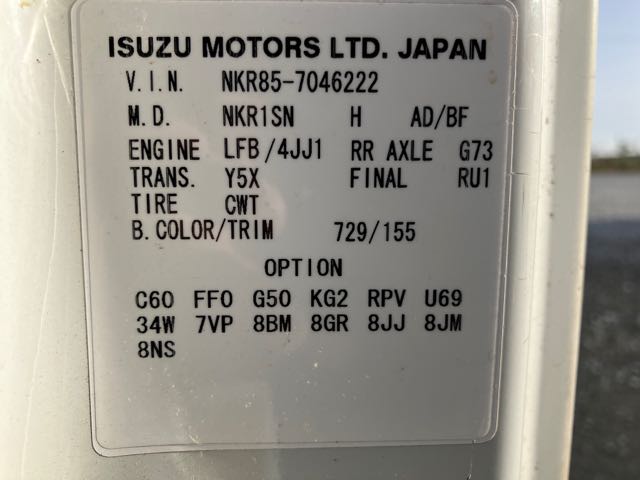 ISUZU MOTORS LTD. JAPAN
V.I.N. NKR85-7046222
M.D. NKR1SN H AD/BF
ENGINE LFB/4JJ1 RR AXLE G73
TRANS. Y5X FINAL RU1
TIRE CWT
B.COLOR/TRIM 729/155
OPTION
C60 FF0 G50 KG2 RPV U69
34W 7VP 8BM 8GR 8JJ 8JM
8NS